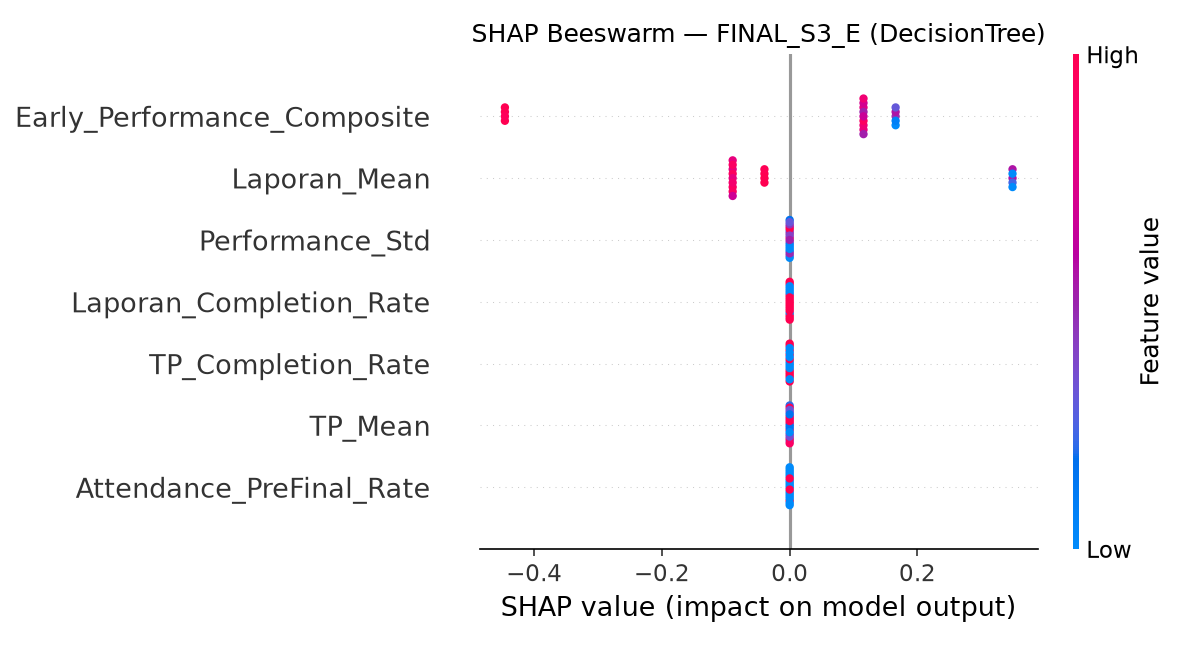 SHAP Beeswarm — FINAL_S3_E (DecisionTree)
High
Early_Performance_Composite
Laporan_Mean
Performance_Std
Laporan_Completion_Rate
TP_Completion_Rate
TP_Mean
Attendance_PreFinal_Rate
Feature value
Low
−0.4 −0.2 0.0 0.2
SHAP value (impact on model output)